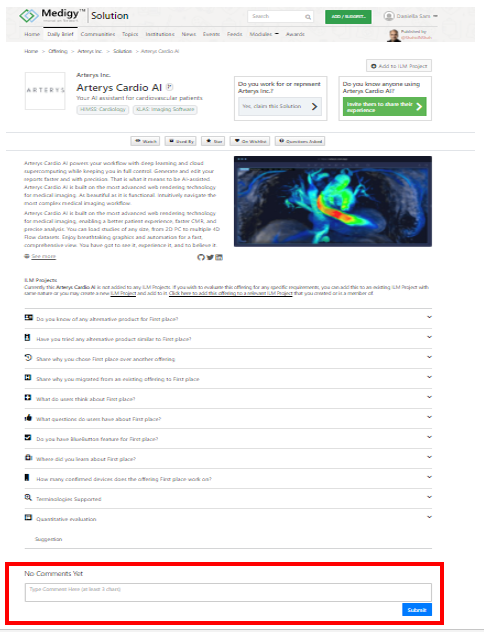 Medigy™ Solution
Search
ADD / SUGGEST...
Daniella Sara
Home Daily Brief Communities Topics Institutions News Events Feeds Modules Awards
Published by
Home > Offering > Arterys Inc. > Solution > Arterys Cardio AI
Add to ILM Project
ARTERYS
Arterys Inc.
Arterys Cardio AI
Your AI assistant for cardiovascular patients
HIMSS: Cardiology
Imaging Software
Do you work for or represent Arterys Inc.?
Yes, claim this Solution
Do you know anyone using Arterys Cardio AI?
Invite them to share their experience
Watch
Used By
Star
On Wishlist
Questions Asked
Arterys Cardio AI powers your workflow with deep learning and cloud
supercomputing while keeping you in full control. Generate and edit your
reports faster and with precision. That is what it means to be AI-assisted.
Arterys Cardio AI is built on the most advanced web rendering technology
for medical imaging. As beautiful as it is functional. Intuitively navigate the
most complex medical imaging workflow.
Arterys Cardio AI is built on the most advanced web rendering technology
for medical imaging, enabling a better patient experience, faster CMR, and
precise analysis. You can load studies of any size, from 2D PC to multiple 4D
Flow datasets. Enjoy breathtaking graphics and automation for a fast,
comprehensive view. You have got to see it, experience it, and to believe it.
See more
ILM Projects
Currently this Arterys Cardio AI is not added to any ILM Projects. If you wish to evaluate this offering for any specific requirements, you can add this to an existing ILM Project with
same nature or you may create a new ILM Project and add to it. Click here to add this offering to a relevant ILM Project that you created or is a member of.
Do you know of any alternative product for First place?
Have you tried any alternative product similar to First place?
Share why you chose First place over another offering
Share why you migrated from an existing offering to First place
What do users think about First place?
What questions do users have about First place?
Do you have BlueButton feature for First place?
Where did you learn about First place?
How many confirmed devices does the offering First place work on?
Terminologies Supported
Quantitative evaluation
Suggestion
No Comments Yet
Type Comment Here (at least 3 chars)
Submit